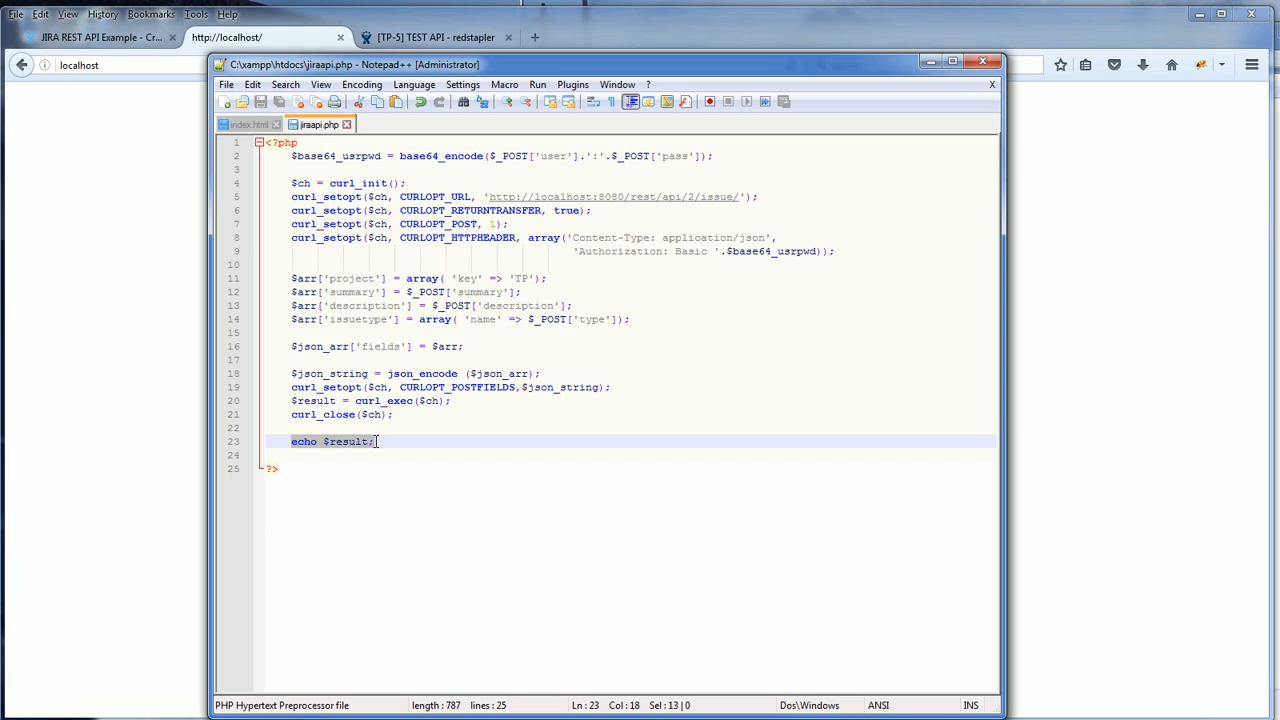 File Edit View History Bookmarks Tools Help
JIRA REST API Example - Cr...
http://localhost/
[TP-5] TEST API - redstapler
localhost
C:\xampp\htdocs\jiraapi.php - Notepad++ [Administrator]
File Edit Search View Encoding Language Settings Macro Run Plugins Window ? X
index.html jiraapi.php
1 <?php
2 $base64_usrpwd = base64_encode($_POST['user'].':'.$_POST['pass']);
3
4 $ch = curl_init();
5 curl_setopt($ch, CURLOPT_URL, 'http://localhost:8080/rest/api/2/issue/');
6 curl_setopt($ch, CURLOPT_RETURNTRANSFER, true);
7 curl_setopt($ch, CURLOPT_POST, 1);
8 curl_setopt($ch, CURLOPT_HTTPHEADER, array('Content-Type: application/json',
9 'Authorization: Basic '.$base64_usrpwd));
10
11 $arr['project'] = array( 'key' => 'TP');
12 $arr['summary'] = $_POST['summary'];
13 $arr['description'] = $_POST['description'];
14 $arr['issuetype'] = array( 'name' => $_POST['type']);
15
16 $json_arr['fields'] = $arr;
17
18 $json_string = json_encode ($json_arr);
19 curl_setopt($ch, CURLOPT_POSTFIELDS,$json_string);
20 $result = curl_exec($ch);
21 curl_close($ch);
22
23 echo $result;
24
25 ?>
PHP Hypertext Preprocessor file length : 787 lines : 25 Ln : 23 Col : 18 Sel : 13 | 0 Dos\Windows ANSI INS